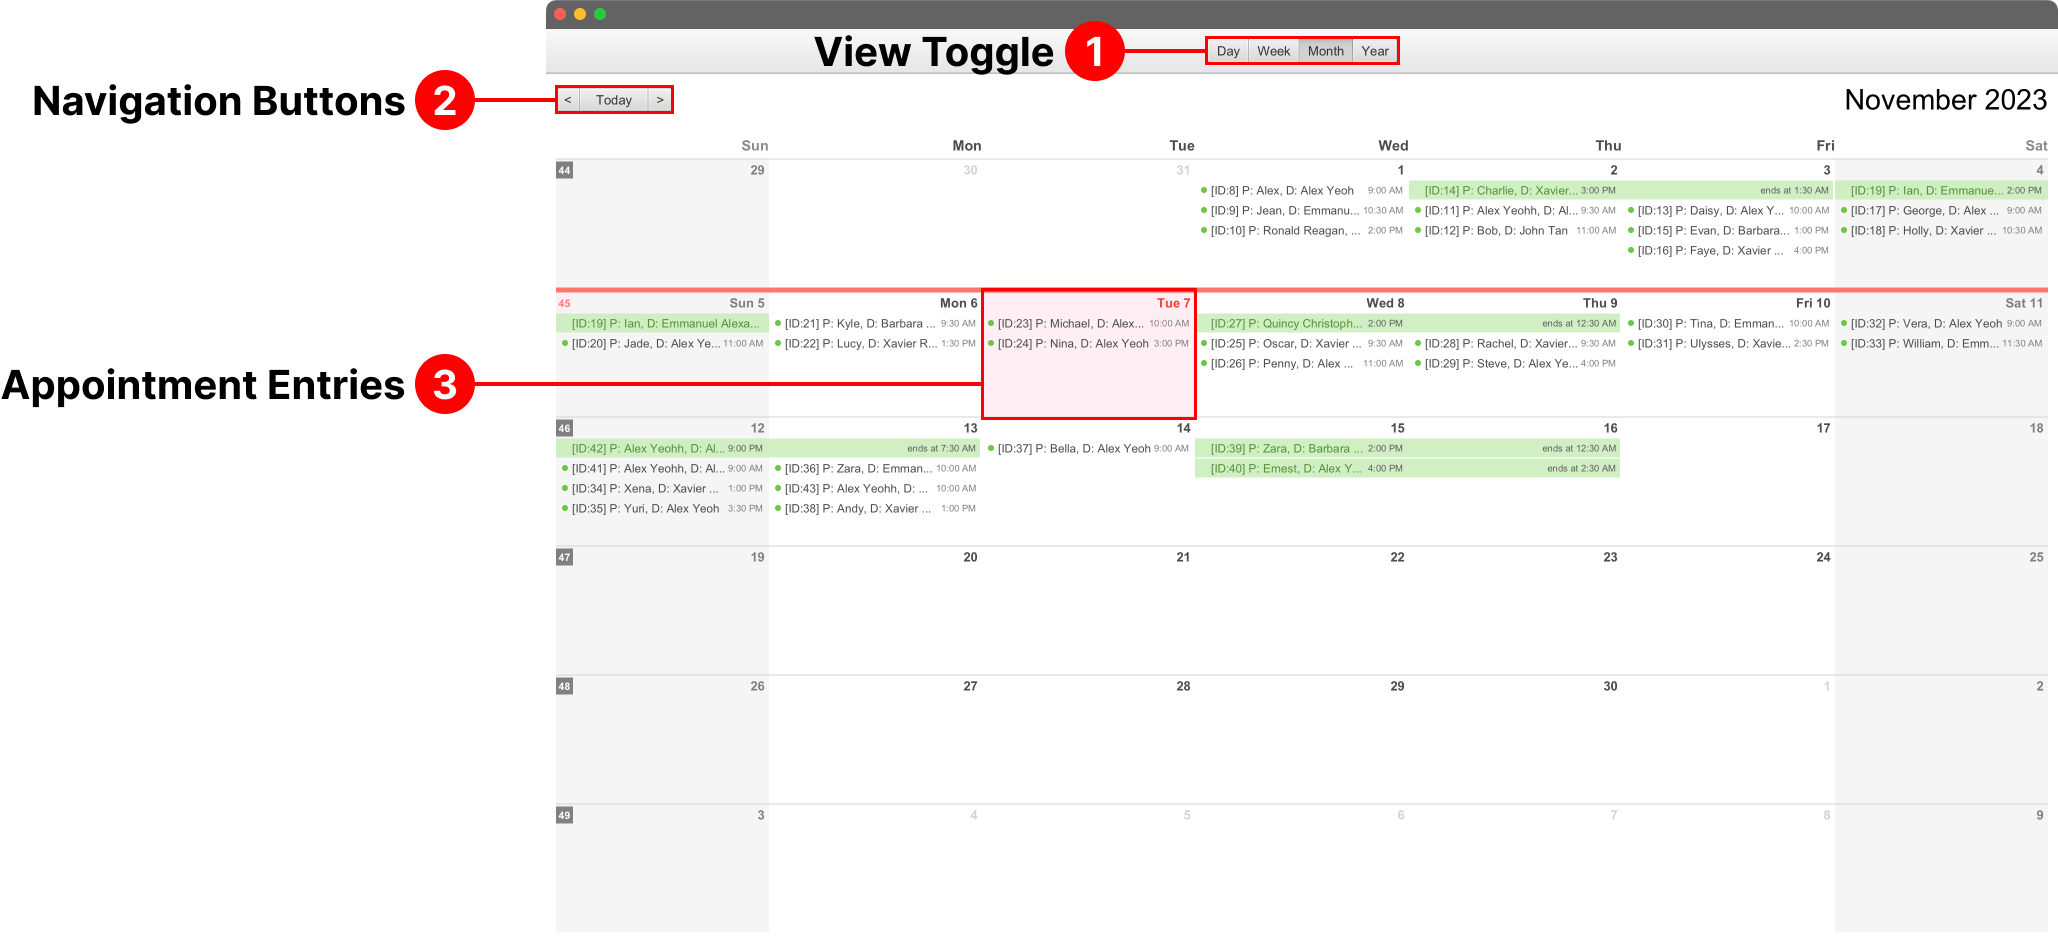 View Toggle 1 Day Week Month Year
Navigation Buttons 2 < Today > November 2023
Sun Mon Tue Wed Thu Fri Sat
44 29 30 31 1 2 3 4
[ID:8] P: Alex, D: Alex Yeoh 9:00 AM [ID:14] P: Charlie, D: Xavier... 3:00 PM ends at 1:30 AM [ID:19] P: Ian, D: Emmanue... 2:00 PM
[ID:9] P: Jean, D: Emmanu... 10:30 AM [ID:11] P: Alex Yeohh, D: Al... 9:30 AM [ID:13] P: Daisy, D: Alex Y... 10:00 AM [ID:17] P: George, D: Alex ... 9:00 AM
[ID:10] P: Ronald Reagan, ... 2:00 PM [ID:12] P: Bob, D: John Tan 11:00 AM [ID:15] P: Evan, D: Barbara... 1:00 PM [ID:18] P: Holly, D: Xavier ... 10:30 AM
[ID:16] P: Faye, D: Xavier ... 4:00 PM
45 Sun 5 Mon 6 Tue 7 Wed 8 Thu 9 Fri 10 Sat 11
[ID:19] P: Ian, D: Emmanuel Alexa... [ID:21] P: Kyle, D: Barbara ... 9:30 AM [ID:23] P: Michael, D: Alex... 10:00 AM [ID:27] P: Quincy Christoph... 2:00 PM ends at 12:30 AM [ID:30] P: Tina, D: Emman... 10:00 AM [ID:32] P: Vera, D: Alex Yeoh 9:00 AM
[ID:20] P: Jade, D: Alex Ye... 11:00 AM [ID:22] P: Lucy, D: Xavier R... 1:30 PM [ID:24] P: Nina, D: Alex Yeoh 3:00 PM [ID:25] P: Oscar, D: Xavier ... 9:30 AM [ID:28] P: Rachel, D: Xavier... 9:30 AM [ID:31] P: Ulysses, D: Xavie... 2:30 PM [ID:33] P: William, D: Emm... 11:30 AM
[ID:26] P: Penny, D: Alex ... 11:00 AM [ID:29] P: Steve, D: Alex Ye... 4:00 PM
Appointment Entries 3
46 12 13 14 15 16 17 18
[ID:42] P: Alex Yeohh, D: Al... 9:00 PM ends at 7:30 AM [ID:37] P: Bella, D: Alex Yeoh 9:00 AM [ID:39] P: Zara, D: Barbara ... 2:00 PM ends at 12:30 AM
[ID:41] P: Alex Yeohh, D: Al... 9:00 AM [ID:36] P: Zara, D: Emman... 10:00 AM [ID:40] P: Ernest, D: Alex Y... 4:00 PM ends at 2:30 AM
[ID:34] P: Xena, D: Xavier ... 1:00 PM [ID:43] P: Alex Yeohh, D: ... 10:00 AM
[ID:35] P: Yuri, D: Alex Yeoh 3:30 PM [ID:38] P: Andy, D: Xavier ... 1:00 PM
47 19 20 21 22 23 24 25
48 26 27 28 29 30 1 2
49 3 4 5 6 7 8 9